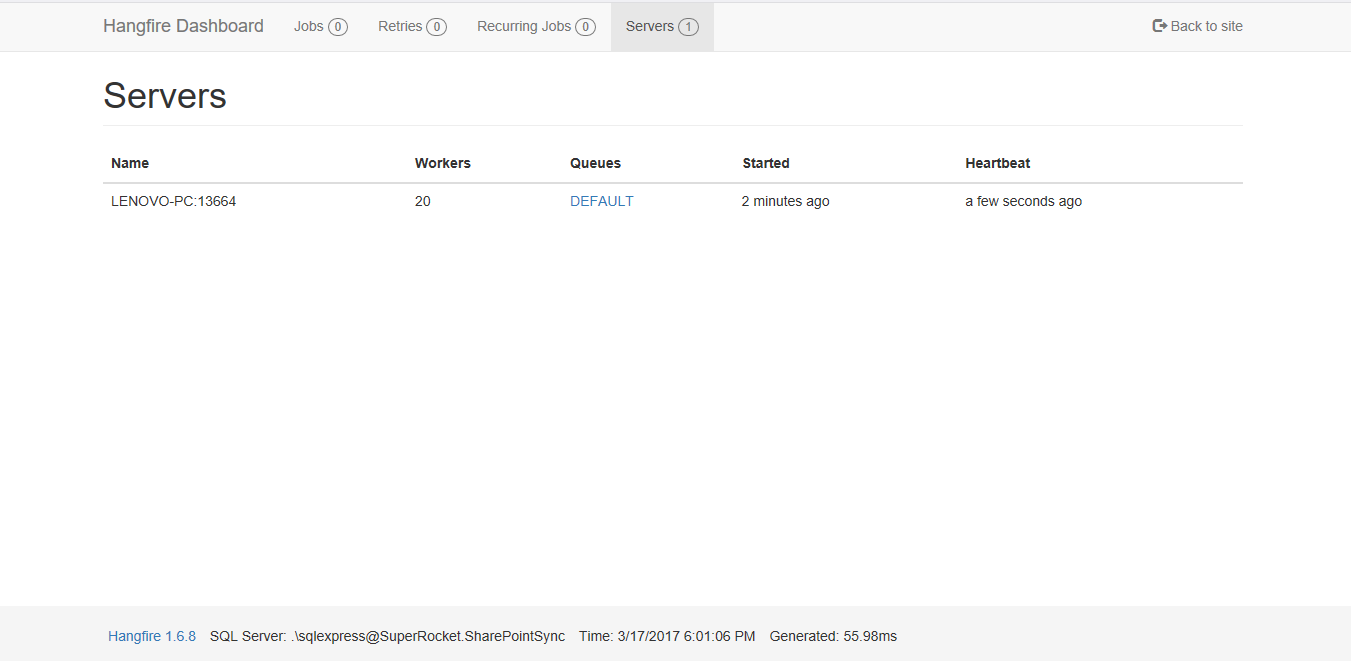 Hangfire Dashboard Jobs 0 Retries 0 Recurring Jobs 0 Servers 1 Back to site
Servers
Name Workers Queues Started Heartbeat
LENOVO-PC:13664 20 DEFAULT 2 minutes ago a few seconds ago
Hangfire 1.6.8 SQL Server: .\sqlexpress@SuperRocket.SharePointSync Time: 3/17/2017 6:01:06 PM Generated: 55.98ms